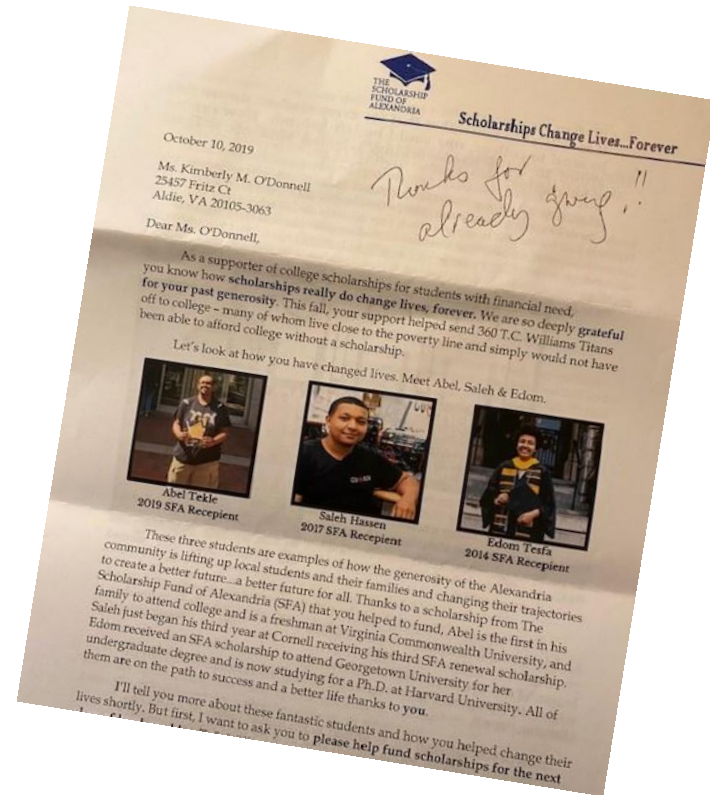 THE
SCHOLARSHIP
FUND OF
ALEXANDRIA
Scholarships Change Lives...Forever
October 10, 2019
Thanks for
already giving!!
Ms. Kimberly M. O'Donnell
25457 Fritz Ct
Aldie, VA 20105-3063
Dear Ms. O'Donnell,
As a supporter of college scholarships for students with financial need,
you know how scholarships really do change lives, forever. We are so deeply grateful
for your past generosity. This fall, your support helped send 360 T.C. Williams Titans
off to college – many of whom live close to the poverty line and simply would not have
been able to afford college without a scholarship.
Let's look at how you have changed lives. Meet Abel, Saleh & Edom.
Abel Tekle
2019 SFA Recepient
Saleh Hassen
2017 SFA Recepient
Edom Tesfa
2014 SFA Recepient
These three students are examples of how the generosity of the Alexandria
community is lifting up local students and their families and changing their trajectories
to create a better future...a better future for all. Thanks to a scholarship from The
Scholarship Fund of Alexandria (SFA) that you helped to fund, Abel is the first in his
family to attend college and is a freshman at Virginia Commonwealth University, and
Saleh just began his third year at Cornell receiving his third SFA renewal scholarship.
Edom received an SFA scholarship to attend Georgetown University for her
undergraduate degree and is now studying for a Ph.D. at Harvard University. All of
them are on the path to success and a better life thanks to you.
I'll tell you more about these fantastic students and how you helped change their
lives shortly. But first, I want to ask you to please help fund scholarships for the next